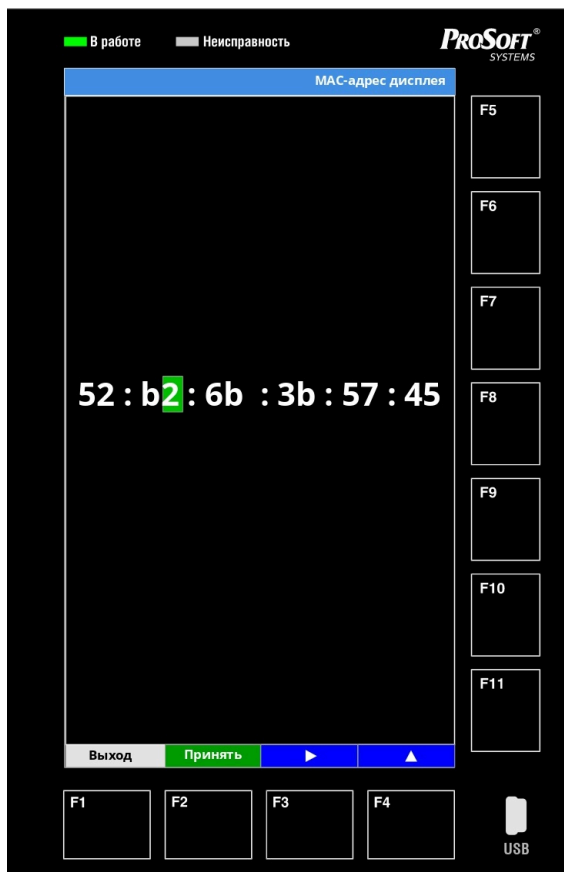 В работе Неисправность PROSOFT®
SYSTEMS
MAC-адрес дисплея
F5
F6
F7
52 : b2 : 6b : 3b : 57 : 45
F8
F9
F10
F11
Выход Принять ▶ ▲
F1 F2 F3 F4
USB